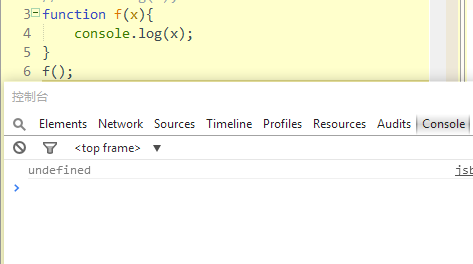 3 function f(x){
4 console.log(x);
5 }
6 f();
控制台
Elements Network Sources Timeline Profiles Resources Audits Console
<top frame> ▼
undefined jsb
>